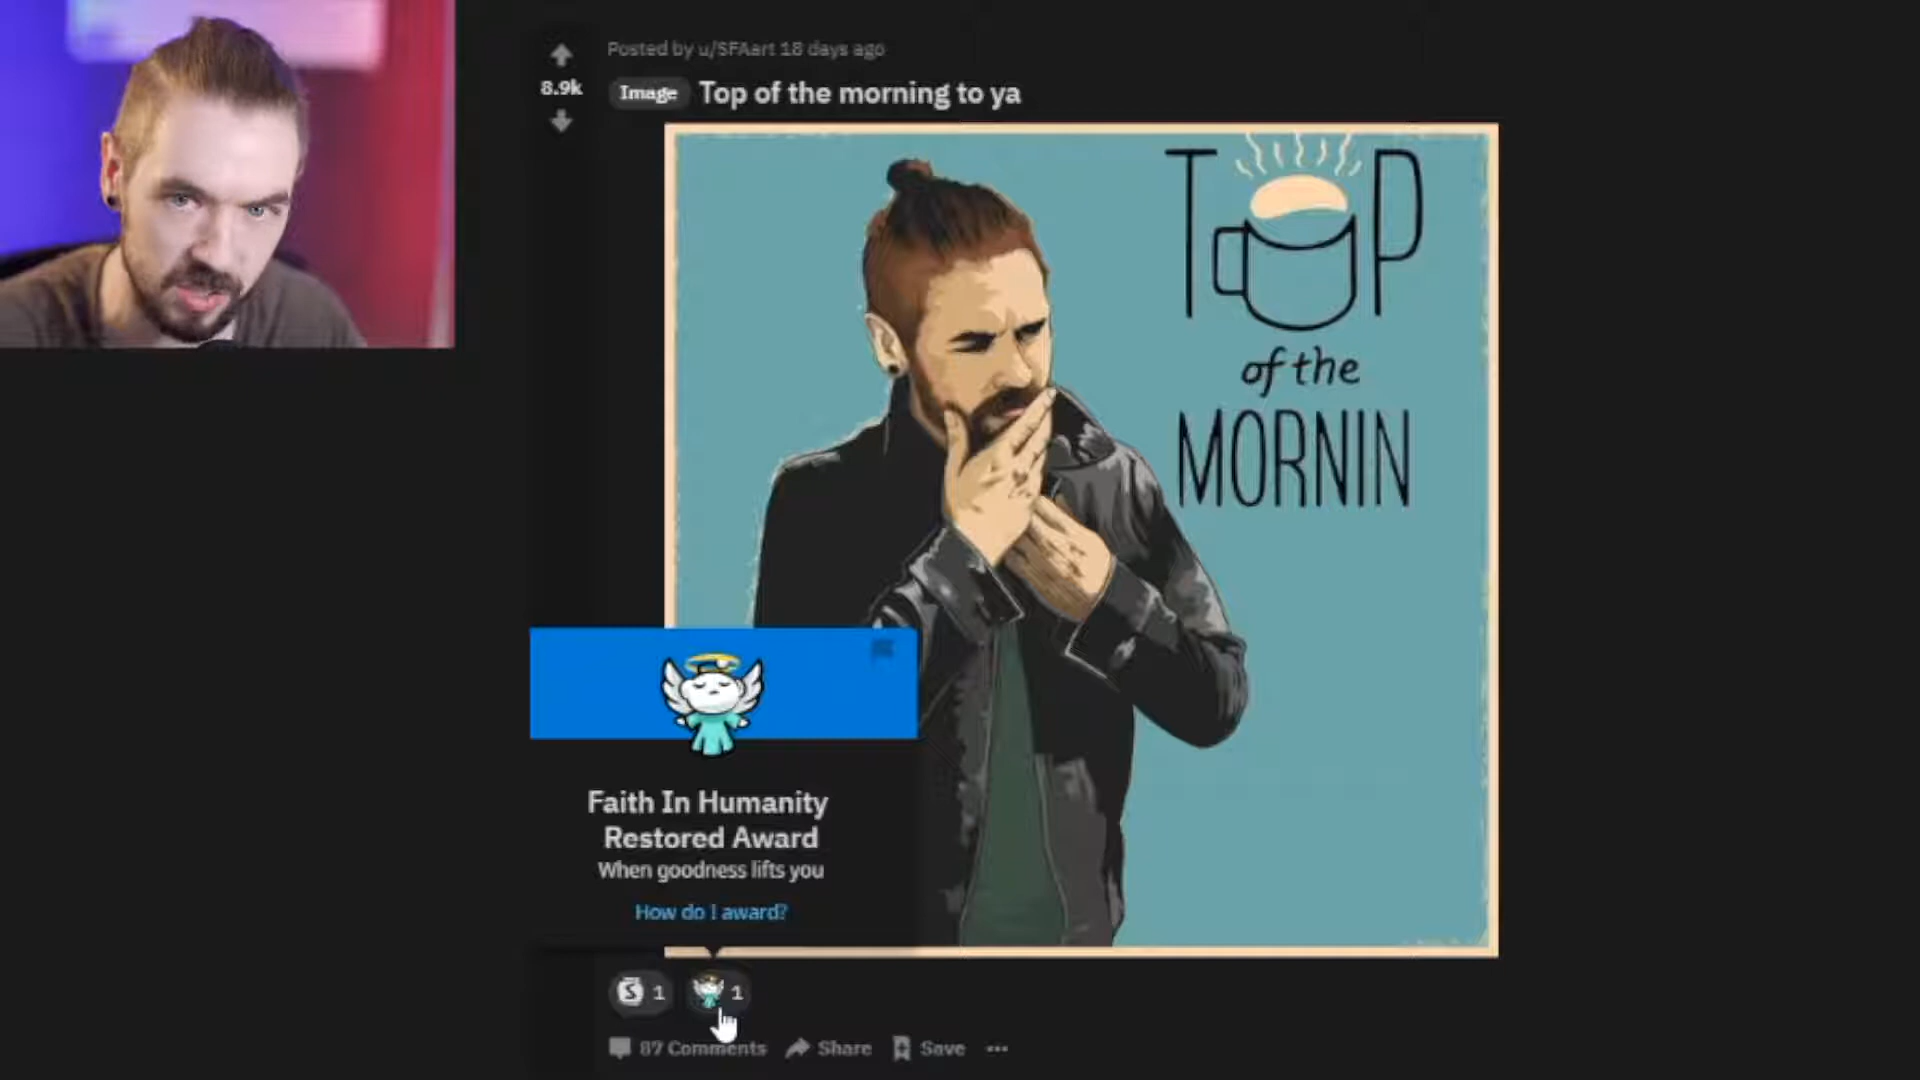 Posted by u/SFAart 18 days ago
8.9k
Image Top of the morning to ya
TOP
of the
MORNIN
Faith In Humanity
Restored Award
When goodness lifts you
How do I award?
S 1 1
87 Comments Share Save ...